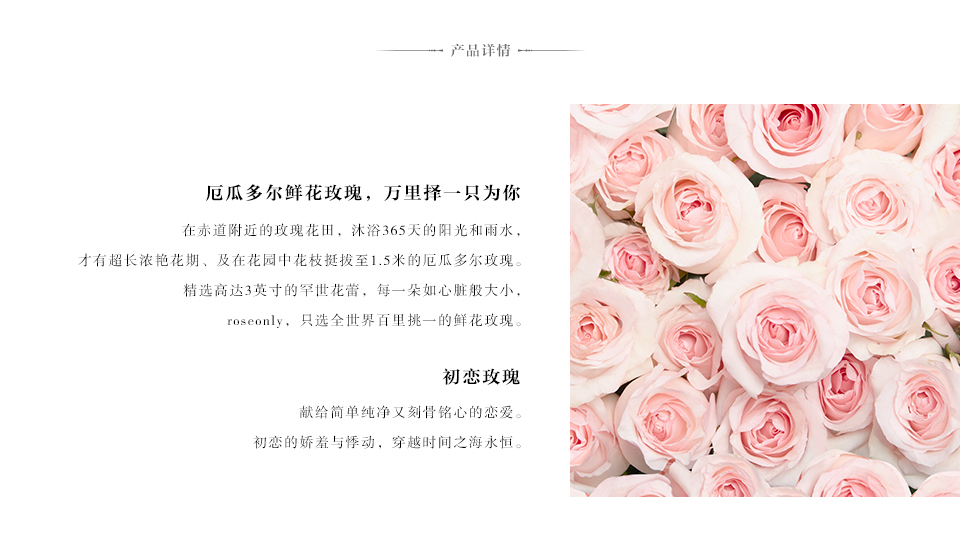 产品详情
厄瓜多尔鲜花玫瑰，万里择一只为你
在赤道附近的玫瑰花田，沐浴365天的阳光和雨水，
才有超长浓艳花期、及在花园中花枝挺拔至1.5米的厄瓜多尔玫瑰。
精选高达3英寸的罕世花蕾，每一朵如心脏般大小，
roseonly，只选全世界百里挑一的鲜花玫瑰。
初恋玫瑰
献给简单纯净又刻骨铭心的恋爱。
初恋的娇羞与悸动，穿越时间之海永恒。